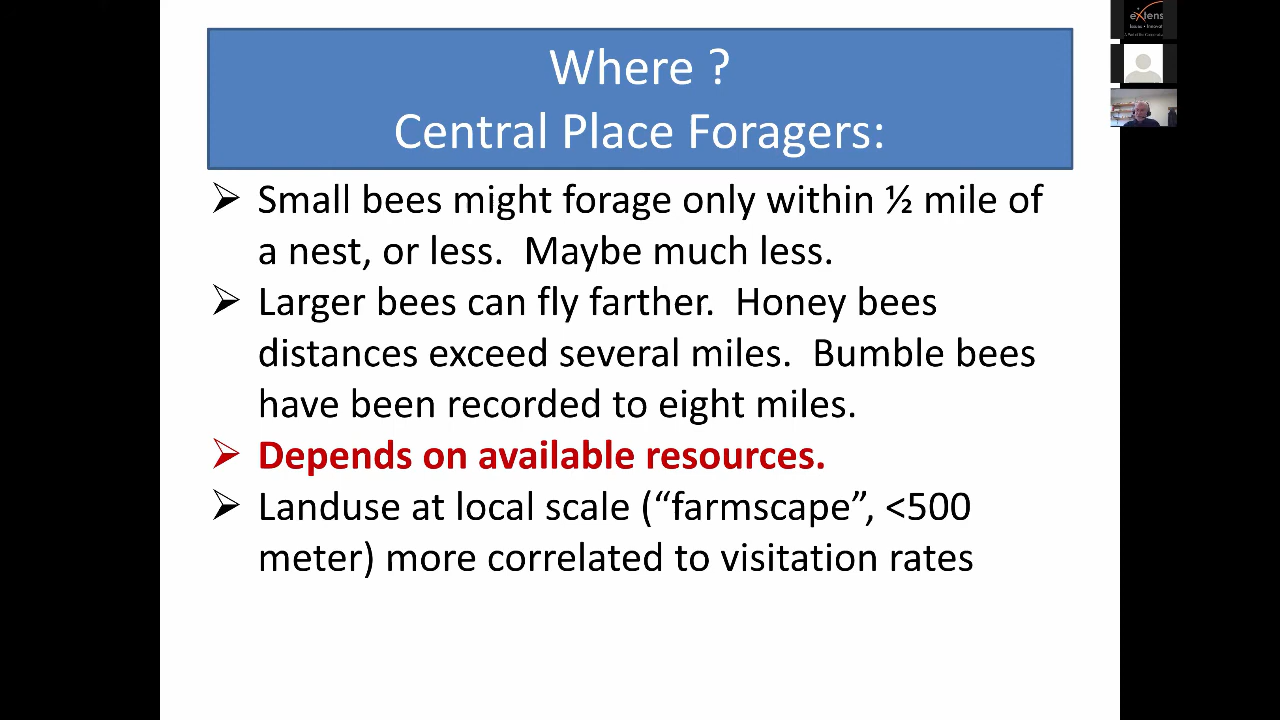 Where ?
Central Place Foragers:
➢ Small bees might forage only within ½ mile of
a nest, or less.  Maybe much less.
➢ Larger bees can fly farther.  Honey bees
distances exceed several miles.  Bumble bees
have been recorded to eight miles.
➢ Depends on available resources.
➢ Landuse at local scale (“farmscape”, <500
meter) more correlated to visitation rates
eXtens